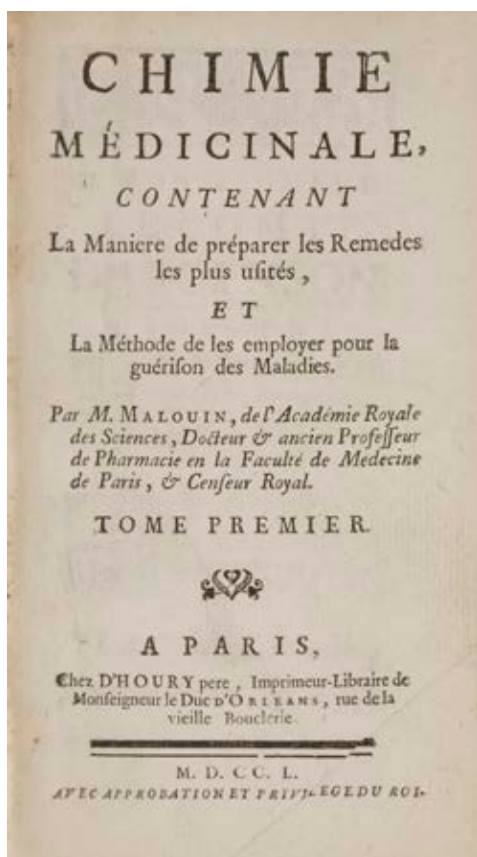 CHIMIE
MÉDICINALE,
CONTENANT
La Maniere de préparer les Remedes
les plus uſités,
ET
La Méthode de les employer pour la
guériſon des Maladies.
Par M. MALOUIN, de l'Académie Royale
des Sciences, Docteur & ancien Profeſſeur
de Pharmacie en la Faculté de Medecine
de Paris, & Cenſeur Royal.
TOME PREMIER.
A PARIS,
Chez D'HOURY pere, Imprimeur-Libraire de
Monſeigneur le Duc D'ORLEANS, rue de la
vieille Bouclerie.
M. D. CC. L.
AVEC APPROBATION ET PRIVILEGE DU ROI.